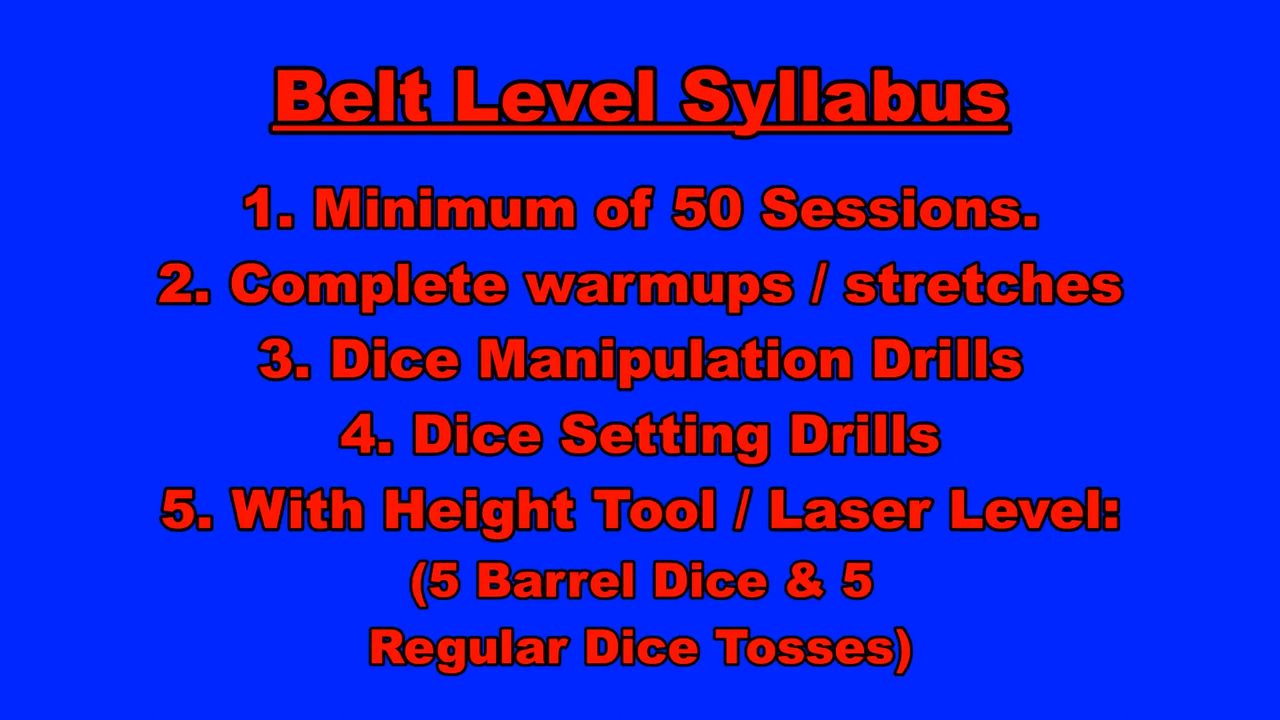 Belt Level Syllabus
1. Minimum of 50 Sessions.
2. Complete warmups / stretches
3. Dice Manipulation Drills
4. Dice Setting Drills
5. With Height Tool / Laser Level:
(5 Barrel Dice & 5
Regular Dice Tosses)